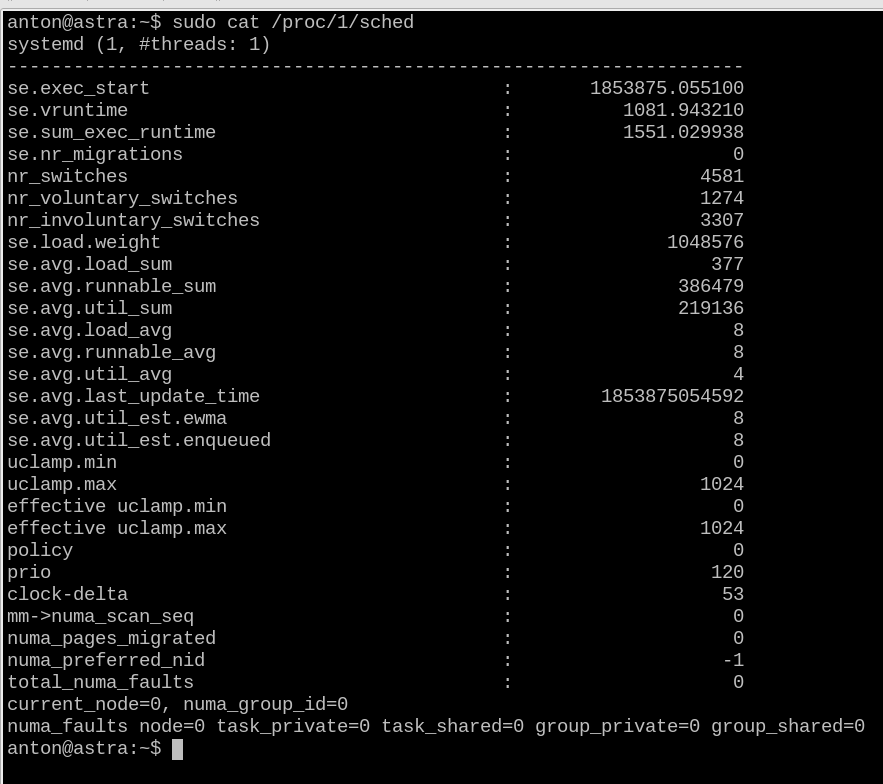 anton@astra:~$ sudo cat /proc/1/sched
systemd (1, #threads: 1)
-------------------------------------------------------------------
se.exec_start                                :       1853875.055100
se.vruntime                                  :          1081.943210
se.sum_exec_runtime                          :          1551.029938
se.nr_migrations                             :                    0
nr_switches                                  :                 4581
nr_voluntary_switches                        :                 1274
nr_involuntary_switches                      :                 3307
se.load.weight                               :              1048576
se.avg.load_sum                              :                  377
se.avg.runnable_sum                          :               386479
se.avg.util_sum                              :               219136
se.avg.load_avg                              :                    8
se.avg.runnable_avg                          :                    8
se.avg.util_avg                              :                    4
se.avg.last_update_time                      :        1853875054592
se.avg.util_est.ewma                         :                    8
se.avg.util_est.enqueued                     :                    8
uclamp.min                                   :                    0
uclamp.max                                   :                 1024
effective uclamp.min                         :                    0
effective uclamp.max                         :                 1024
policy                                       :                    0
prio                                         :                  120
clock-delta                                  :                   53
mm->numa_scan_seq                            :                    0
numa_pages_migrated                          :                    0
numa_preferred_nid                           :                   -1
total_numa_faults                            :                    0
current_node=0, numa_group_id=0
numa_faults node=0 task_private=0 task_shared=0 group_private=0 group_shared=0
anton@astra:~$